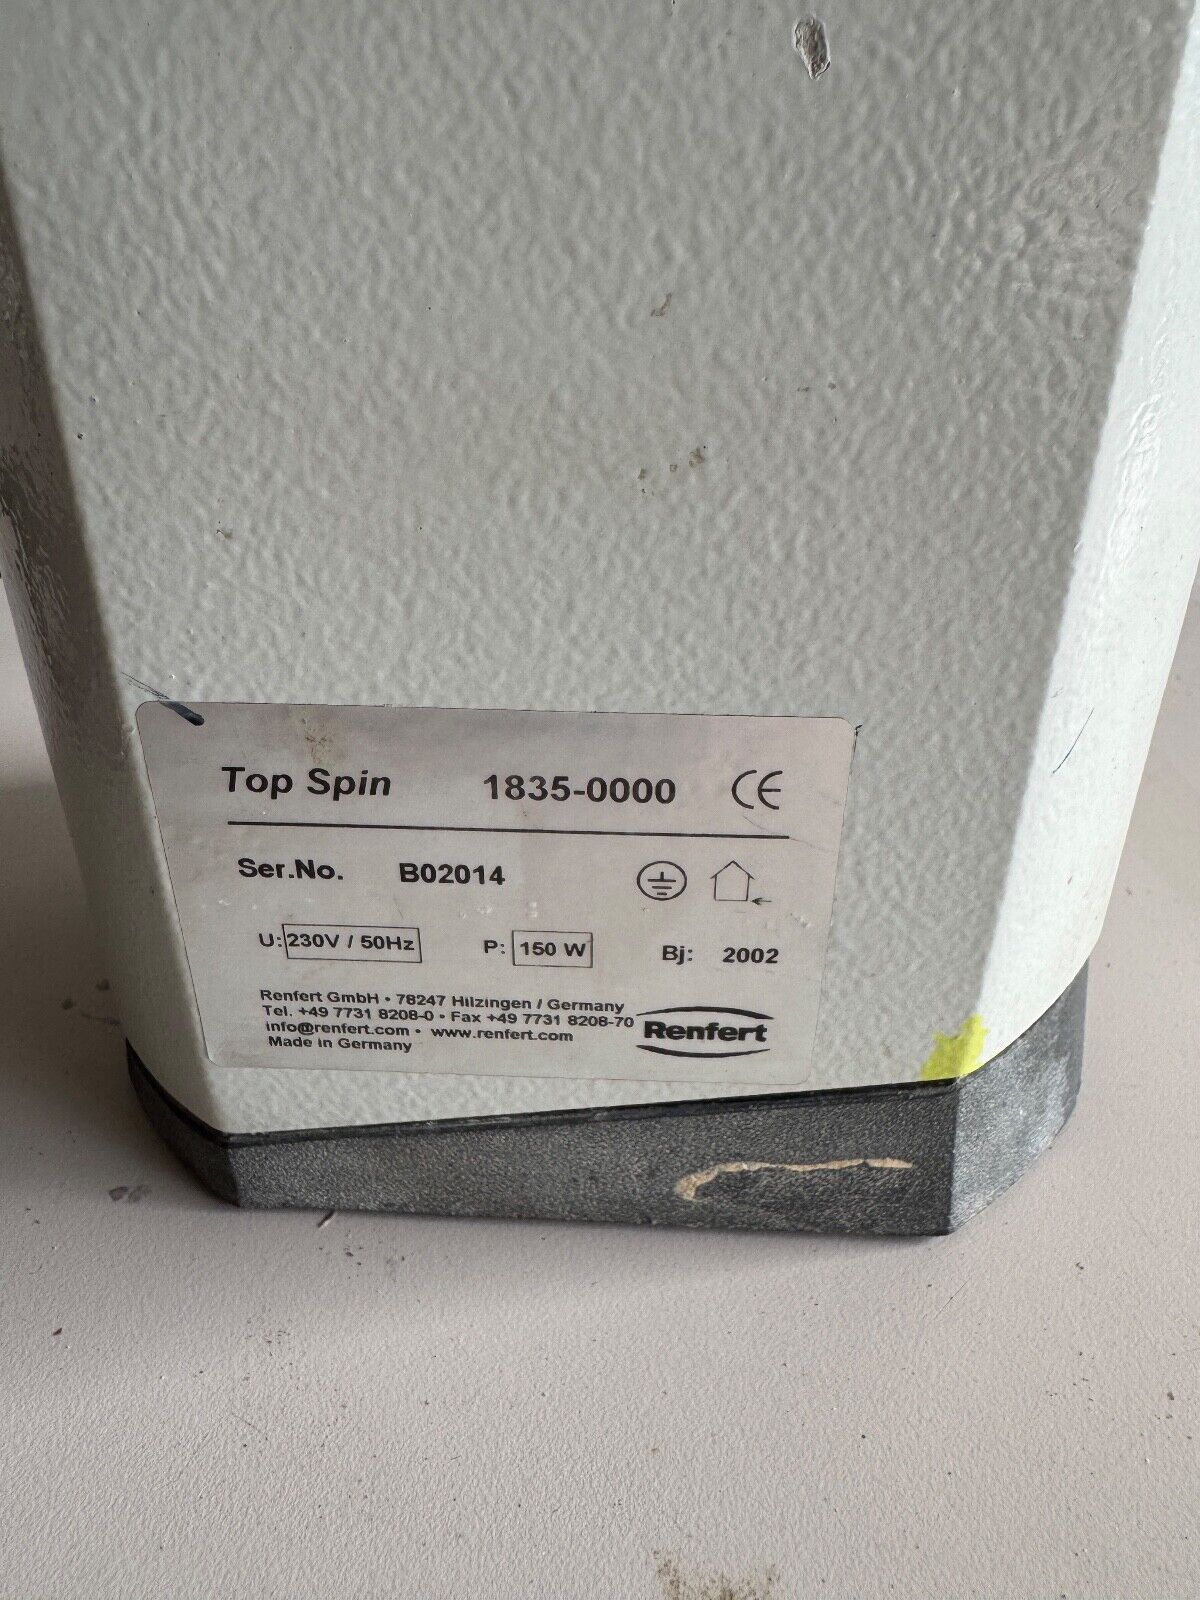 Top Spin 1835-0000 CE
Ser.No. B02014
U: 230V / 50Hz P: 150 W Bj: 2002
Renfert GmbH • 78247 Hilzingen / Germany
Tel. +49 7731 8208-0 • Fax +49 7731 8208-70
info@renfert.com • www.renfert.com
Made in Germany
Renfert